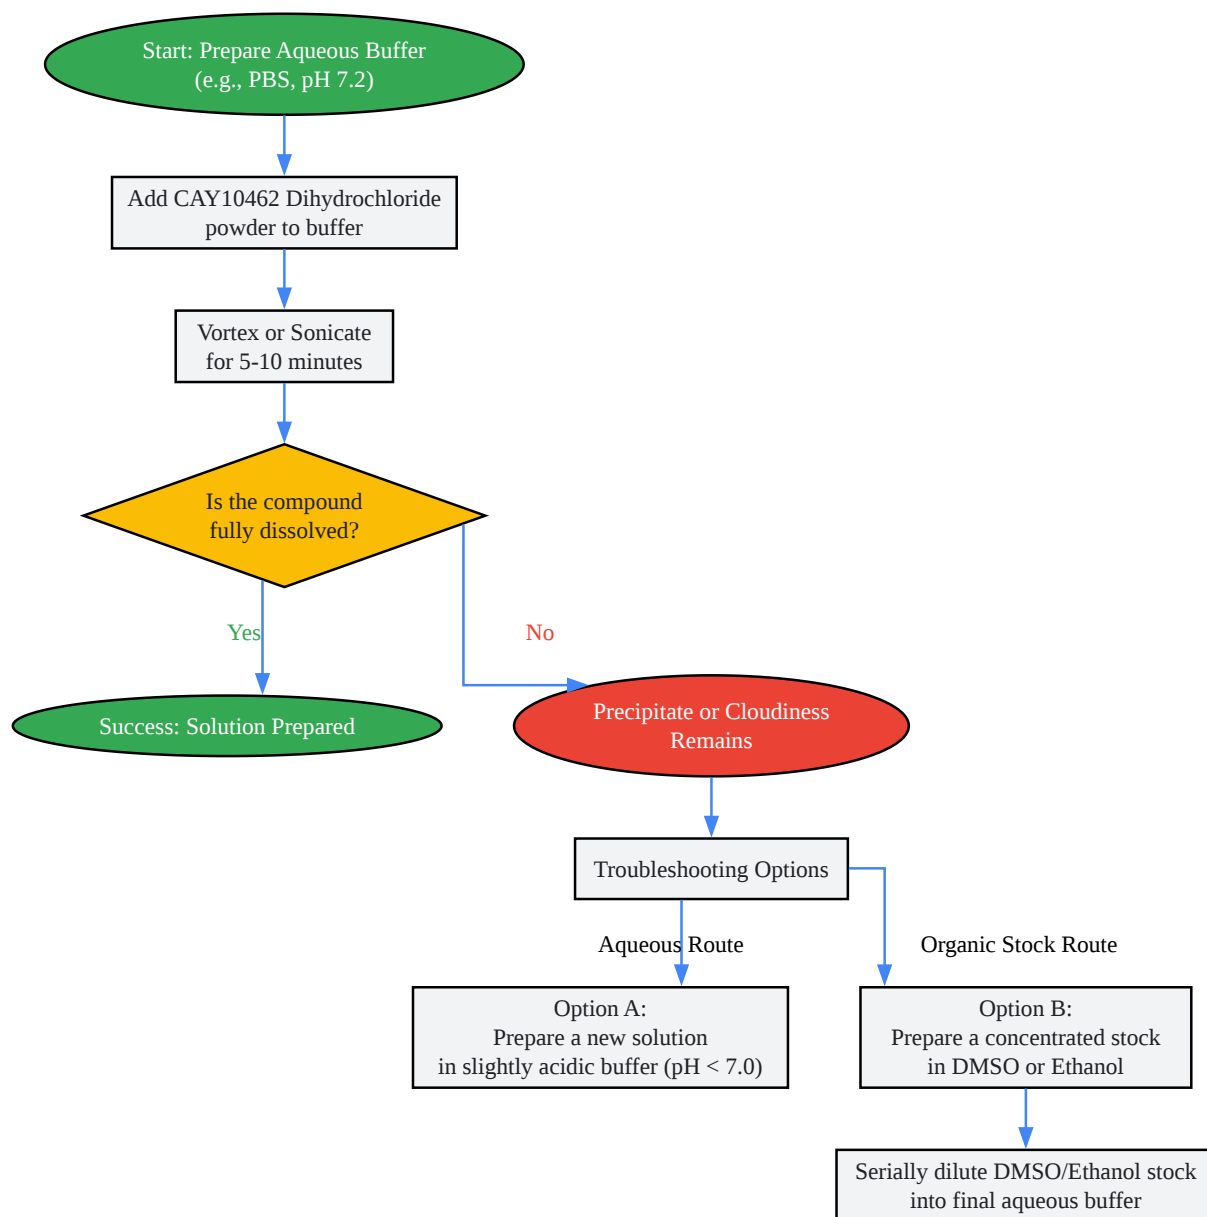 Start: Prepare Aqueous Buffer
(e.g., PBS, pH 7.2)
Add CAY10462 Dihydrochloride
powder to buffer
Vortex or Sonicate
for 5-10 minutes
Is the compound
fully dissolved?
Yes
No
Success: Solution Prepared
Precipitate or Cloudiness
Remains
Troubleshooting Options
Aqueous Route
Organic Stock Route
Option A:
Prepare a new solution
in slightly acidic buffer (pH < 7.0)
Option B:
Prepare a concentrated stock
in DMSO or Ethanol
Serially dilute DMSO/Ethanol stock
into final aqueous buffer